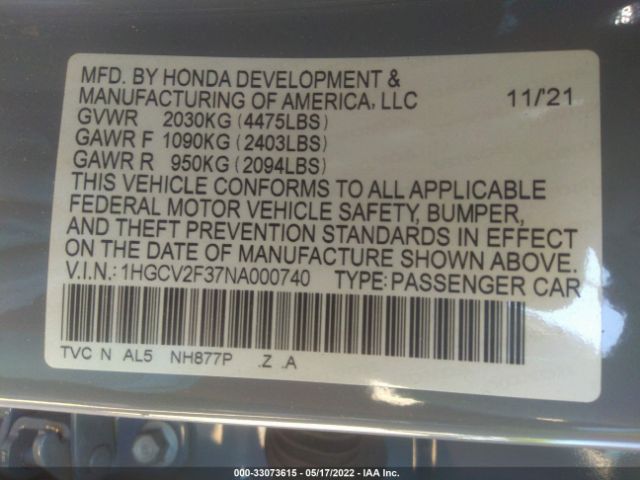 MFD. BY HONDA DEVELOPMENT &
MANUFACTURING OF AMERICA, LLC 11/'21
GVWR 2030KG (4475LBS)
GAWR F 1090KG (2403LBS)
GAWR R 950KG (2094LBS)
THIS VEHICLE CONFORMS TO ALL APPLICABLE
FEDERAL MOTOR VEHICLE SAFETY, BUMPER,
AND THEFT PREVENTION STANDARDS IN EFFECT
ON THE DATE OF MANUFACTURE SHOWN ABOVE.
V.I.N.:1HGCV2F37NA000740 TYPE:PASSENGER CAR
TVC N AL5 NH877P .Z .A
000-33073615 - 05/17/2022 - IAA Inc.